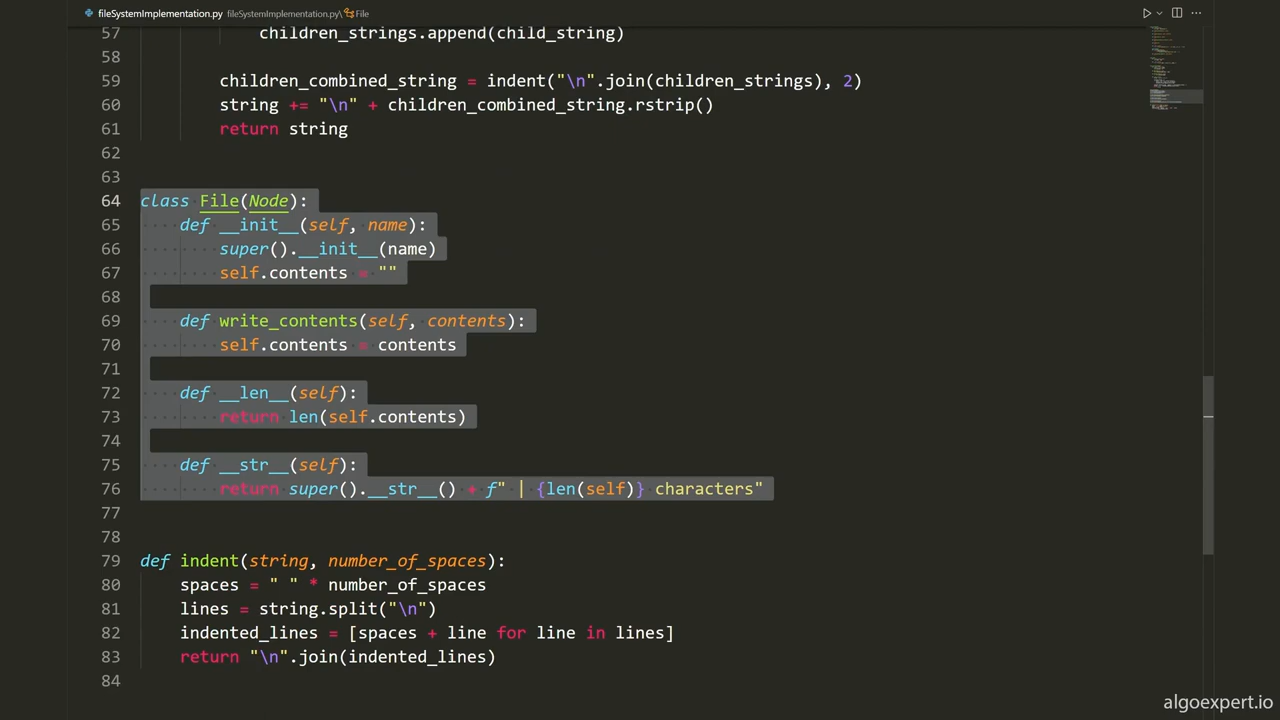 fileSystemImplementation.py fileSystemImplementation.py\ File
57 children_strings.append(child_string)
58
59 children_combined_string = indent("\n".join(children_strings), 2)
60 string += "\n" + children_combined_string.rstrip()
61 return string
62
63
64 class File(Node):
65 def __init__(self, name):
66 super().__init__(name)
67 self.contents = ""
68
69 def write_contents(self, contents):
70 self.contents = contents
71
72 def __len__(self):
73 return len(self.contents)
74
75 def __str__(self):
76 return super().__str__() + f" | {len(self)} characters"
77
78
79 def indent(string, number_of_spaces):
80 spaces = " " * number_of_spaces
81 lines = string.split("\n")
82 indented_lines = [spaces + line for line in lines]
83 return "\n".join(indented_lines)
84
algoexpert.io